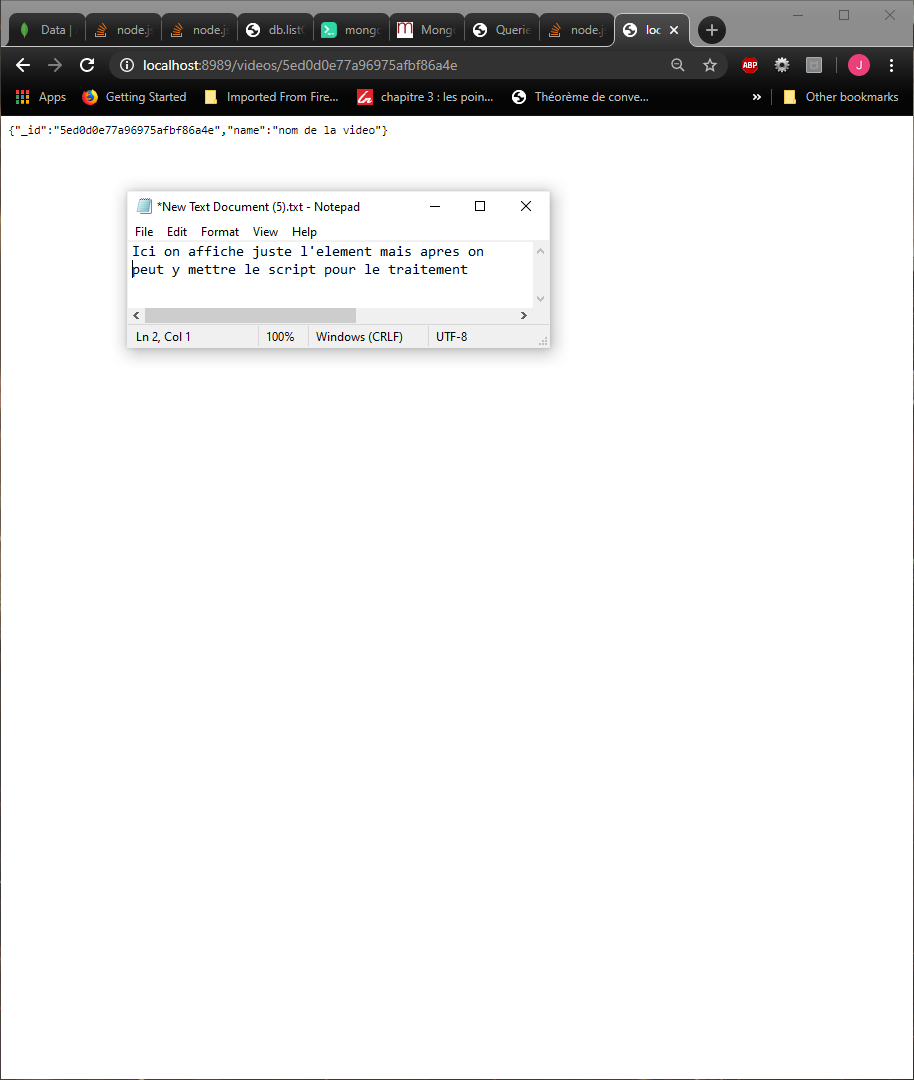 Data |
node.js
node.js
db.listC
mongo
Mongo
Querie
node.js
loc
localhost:8989/videos/5ed0d0e77a96975afbf86a4e
ABP
J
Apps
Getting Started
Imported From Fire...
chapitre 3 : les poin...
Théorème de conve...
»
Other bookmarks
{"_id":"5ed0d0e77a96975afbf86a4e","name":"nom de la video"}
*New Text Document (5).txt - Notepad
File Edit Format View Help
Ici on affiche juste l'element mais apres on
peut y mettre le script pour le traitement
Ln 2, Col 1 100% Windows (CRLF) UTF-8